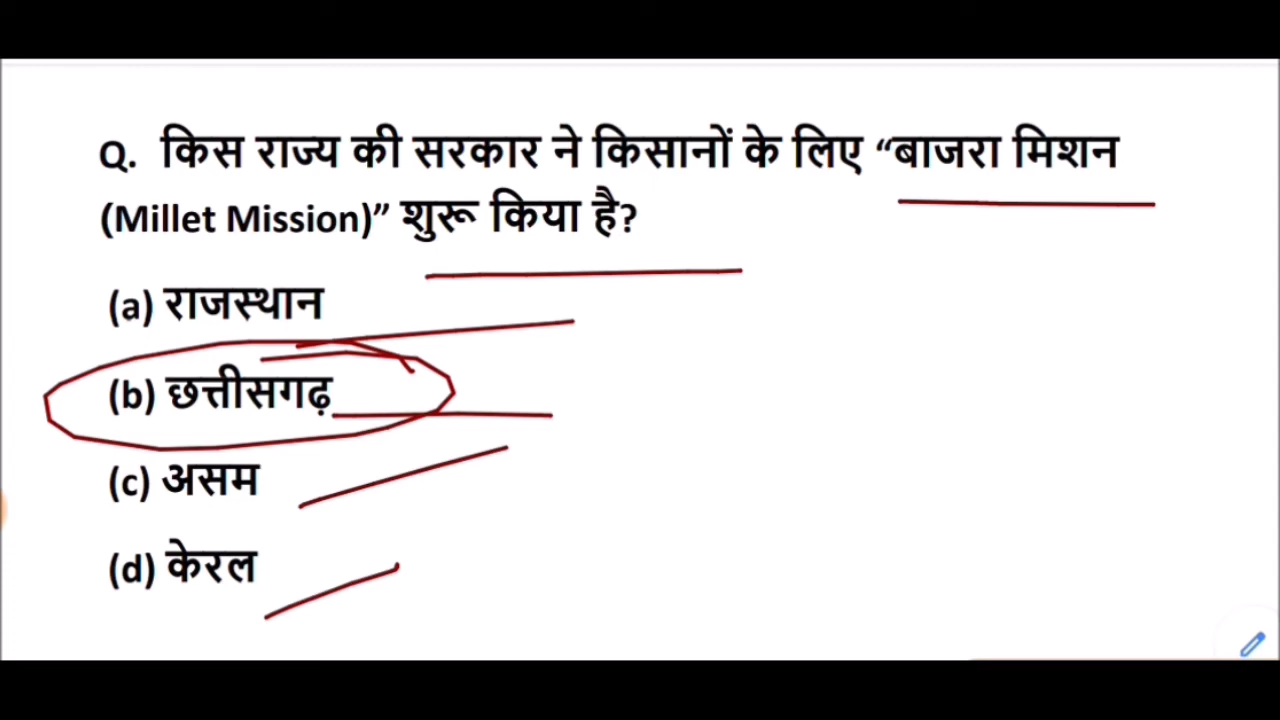 Q. किस राज्य की सरकार ने किसानों के लिए “बाजरा मिशन
(Millet Mission)” शुरू किया है?
(a) राजस्थान
(b) छत्तीसगढ़
(c) असम
(d) केरल